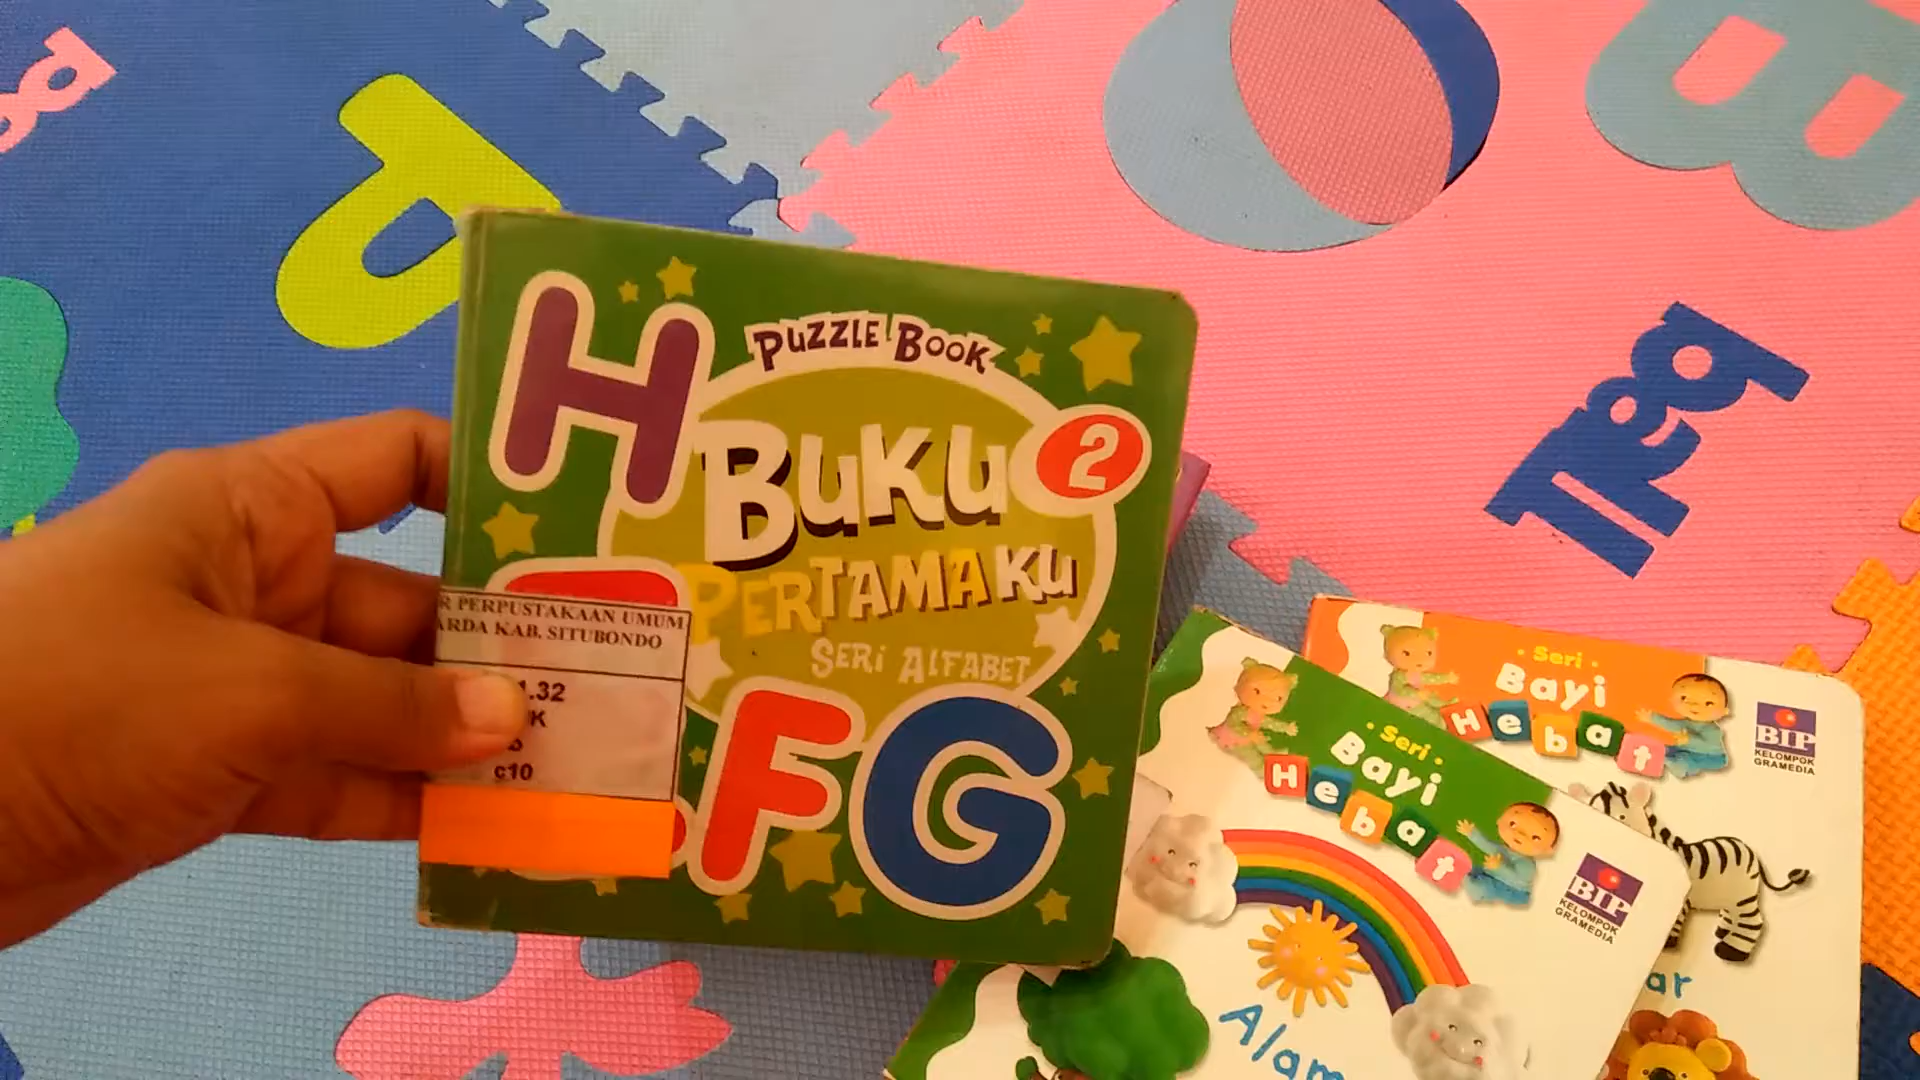 H
PUZZLE BOOK
BUKU
2
PERTAMAKU
SERI ALFABET
F G
R PERPUSTAKAAN UMUM
ARDA KAB. SITUBONDO
1.32
c10
Seri
Bayi
Hebat
BIP
KELOMPOK
GRAMEDIA
ar
Seri
Bayi
Hebat
BIP
KELOMPOK
GRAMEDIA
Alam
Tree
B